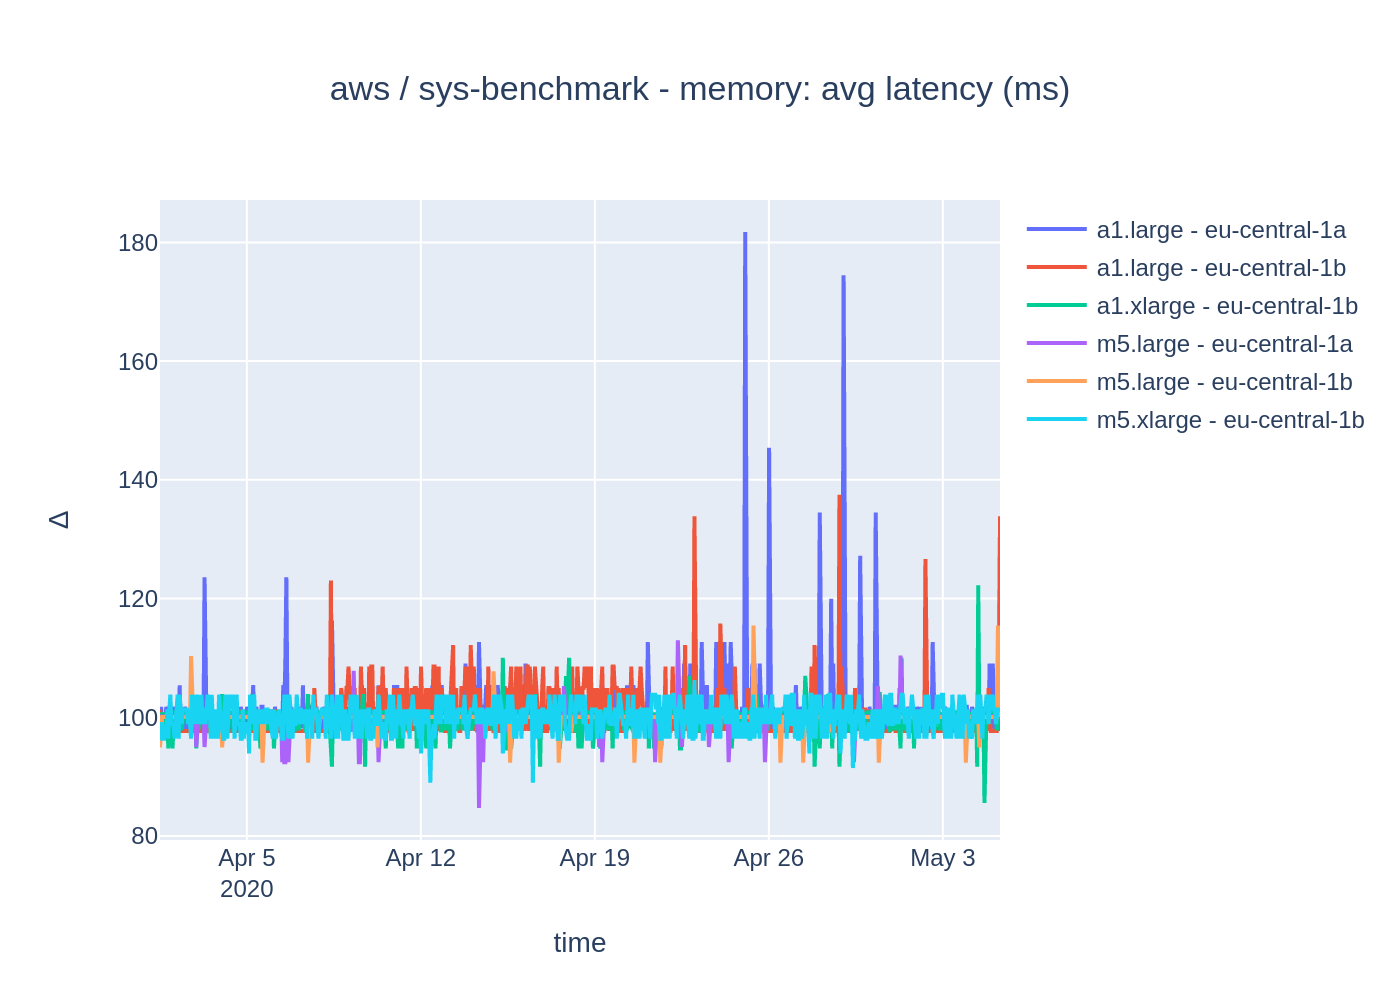 aws / sys-benchmark - memory: avg latency (ms)
a1.large - eu-central-1a
a1.large - eu-central-1b
a1.xlarge - eu-central-1b
m5.large - eu-central-1a
m5.large - eu-central-1b
m5.xlarge - eu-central-1b
180
160
140
120
100
80
Δ
Apr 5
2020
Apr 12
Apr 19
Apr 26
May 3
time